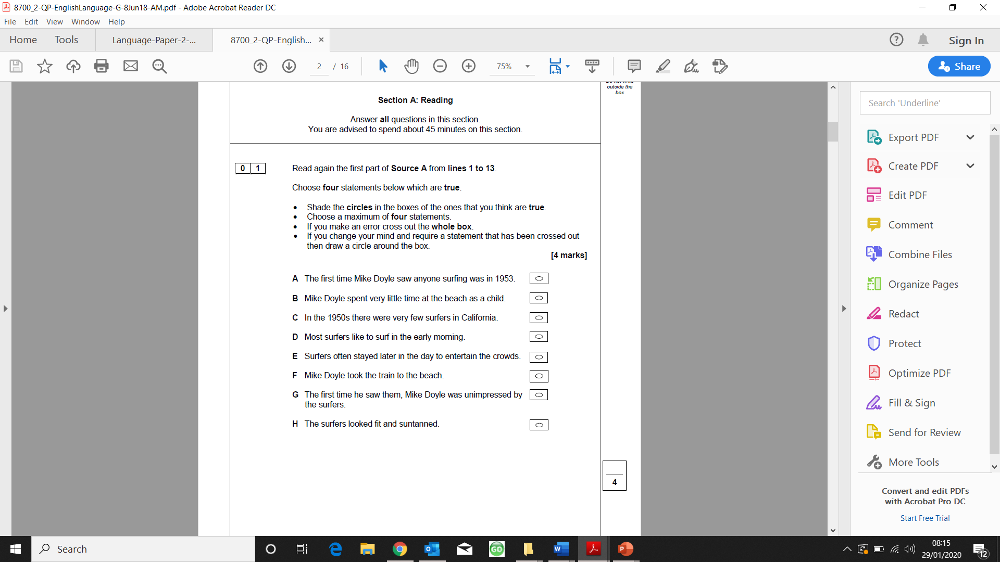 8700_2-QP-EnglishLanguage-G-8Jun18-AM.pdf - Adobe Acrobat Reader DC
File Edit View Window Help
Home Tools Language-Paper-2-... 8700_2-QP-English... × Sign In
2 / 16 75% Share
outside the
box
Section A: Reading
Answer all questions in this section.
You are advised to spend about 45 minutes on this section.
0 1 Read again the first part of Source A from lines 1 to 13.
Choose four statements below which are true.
• Shade the circles in the boxes of the ones that you think are true.
• Choose a maximum of four statements.
• If you make an error cross out the whole box.
• If you change your mind and require a statement that has been crossed out
then draw a circle around the box.
[4 marks]
A The first time Mike Doyle saw anyone surfing was in 1953.
B Mike Doyle spent very little time at the beach as a child.
C In the 1950s there were very few surfers in California.
D Most surfers like to surf in the early morning.
E Surfers often stayed later in the day to entertain the crowds.
F Mike Doyle took the train to the beach.
G The first time he saw them, Mike Doyle was unimpressed by
the surfers.
H The surfers looked fit and suntanned.
4
Search 'Underline'
Export PDF
Create PDF
Edit PDF
Comment
Combine Files
Organize Pages
Redact
Protect
Optimize PDF
Fill & Sign
Send for Review
More Tools
Convert and edit PDFs
with Acrobat Pro DC
Start Free Trial
Search
GO
08:15
29/01/2020
12